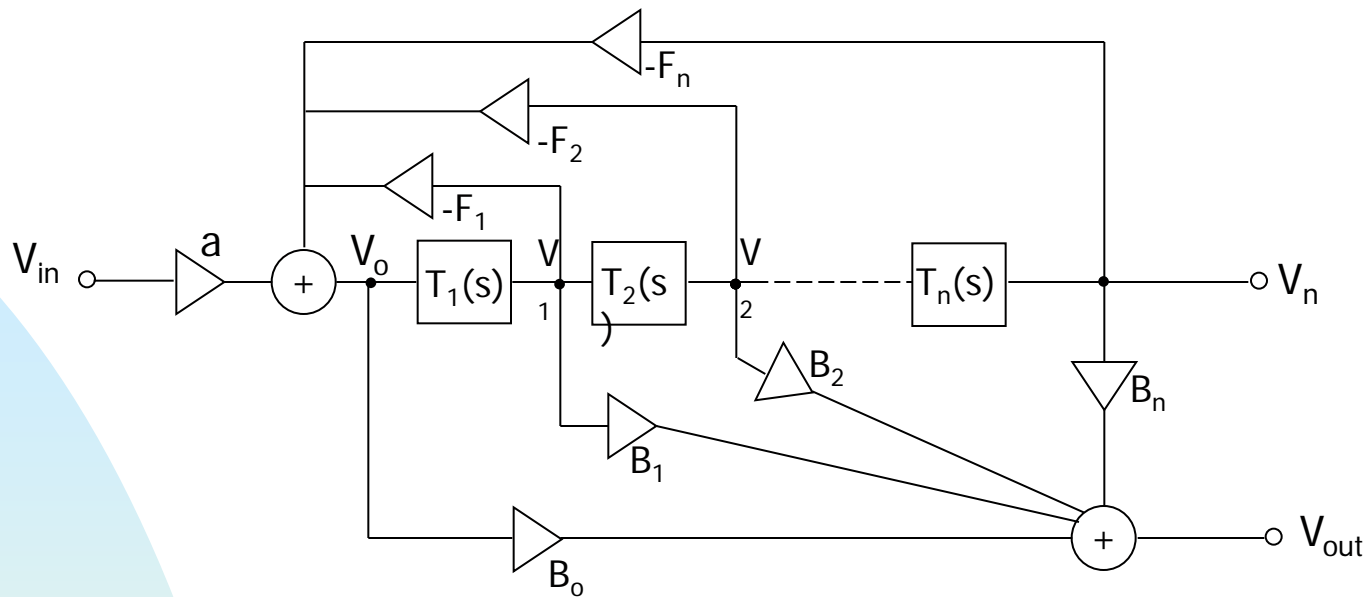 -Fn
-F2
-F1
Vin
a
+
Vo
T1(s)
V
1
T2(s
)
V
2
Tn(s)
Vn
B2
Bn
B1
Bo
+
Vout